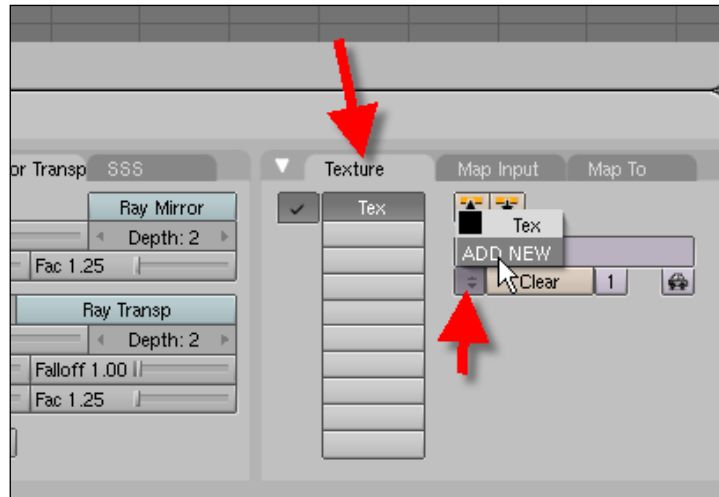 or Transp SSS
Ray Mirror
Depth: 2
Fac 1.25
Ray Transp
Depth: 2
Falloff 1.00
Fac 1.25
Texture Map Input Map To
Tex
Tex
ADD NEW
Clear 1